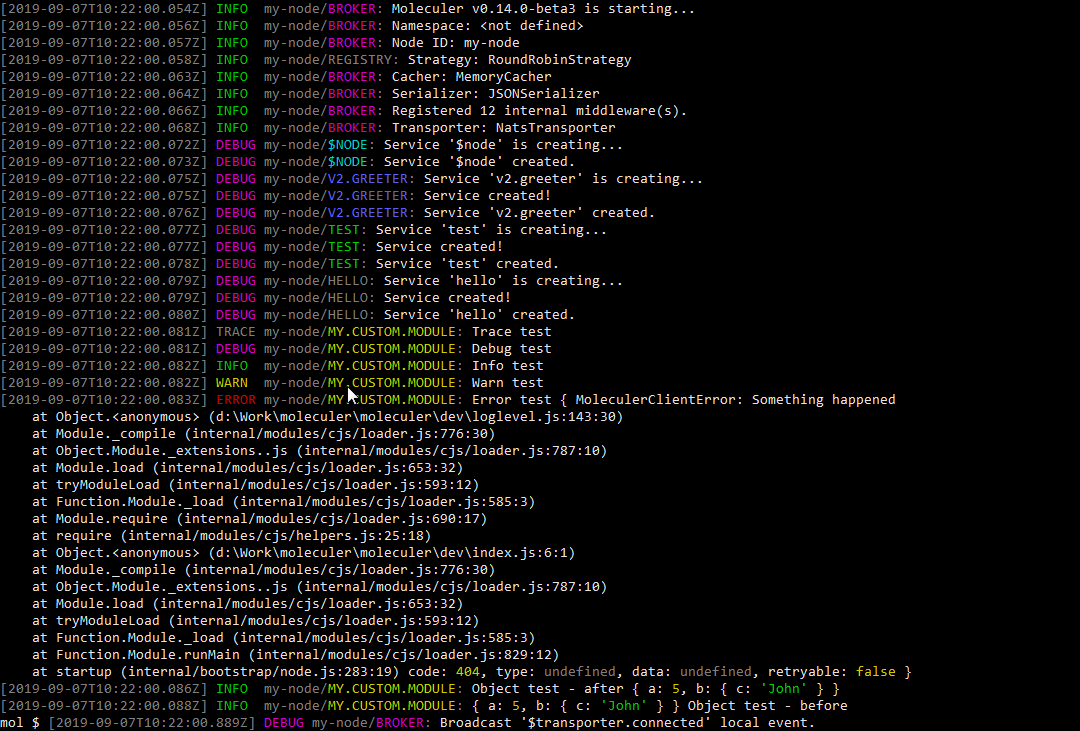 [2019-09-07T10:22:00.054Z] INFO  my-node/BROKER: Moleculer v0.14.0-beta3 is starting...
[2019-09-07T10:22:00.056Z] INFO  my-node/BROKER: Namespace: <not defined>
[2019-09-07T10:22:00.057Z] INFO  my-node/BROKER: Node ID: my-node
[2019-09-07T10:22:00.058Z] INFO  my-node/REGISTRY: Strategy: RoundRobinStrategy
[2019-09-07T10:22:00.063Z] INFO  my-node/BROKER: Cacher: MemoryCacher
[2019-09-07T10:22:00.064Z] INFO  my-node/BROKER: Serializer: JSONSerializer
[2019-09-07T10:22:00.066Z] INFO  my-node/BROKER: Registered 12 internal middleware(s).
[2019-09-07T10:22:00.068Z] INFO  my-node/BROKER: Transporter: NatsTransporter
[2019-09-07T10:22:00.072Z] DEBUG my-node/$NODE: Service '$node' is creating...
[2019-09-07T10:22:00.073Z] DEBUG my-node/$NODE: Service '$node' created.
[2019-09-07T10:22:00.075Z] DEBUG my-node/V2.GREETER: Service 'v2.greeter' is creating...
[2019-09-07T10:22:00.075Z] DEBUG my-node/V2.GREETER: Service created!
[2019-09-07T10:22:00.076Z] DEBUG my-node/V2.GREETER: Service 'v2.greeter' created.
[2019-09-07T10:22:00.077Z] DEBUG my-node/TEST: Service 'test' is creating...
[2019-09-07T10:22:00.077Z] DEBUG my-node/TEST: Service created!
[2019-09-07T10:22:00.078Z] DEBUG my-node/TEST: Service 'test' created.
[2019-09-07T10:22:00.079Z] DEBUG my-node/HELLO: Service 'hello' is creating...
[2019-09-07T10:22:00.079Z] DEBUG my-node/HELLO: Service created!
[2019-09-07T10:22:00.080Z] DEBUG my-node/HELLO: Service 'hello' created.
[2019-09-07T10:22:00.081Z] TRACE my-node/MY.CUSTOM.MODULE: Trace test
[2019-09-07T10:22:00.081Z] DEBUG my-node/MY.CUSTOM.MODULE: Debug test
[2019-09-07T10:22:00.082Z] INFO  my-node/MY.CUSTOM.MODULE: Info test
[2019-09-07T10:22:00.082Z] WARN  my-node/MY.CUSTOM.MODULE: Warn test
[2019-09-07T10:22:00.083Z] ERROR my-node/MY.CUSTOM.MODULE: Error test { MoleculerClientError: Something happened
    at Object.<anonymous> (d:\Work\moleculer\moleculer\dev\loglevel.js:143:30)
    at Module._compile (internal/modules/cjs/loader.js:776:30)
    at Object.Module._extensions..js (internal/modules/cjs/loader.js:787:10)
    at Module.load (internal/modules/cjs/loader.js:653:32)
    at tryModuleLoad (internal/modules/cjs/loader.js:593:12)
    at Function.Module._load (internal/modules/cjs/loader.js:585:3)
    at Module.require (internal/modules/cjs/loader.js:690:17)
    at require (internal/modules/cjs/helpers.js:25:18)
    at Object.<anonymous> (d:\Work\moleculer\moleculer\dev\index.js:6:1)
    at Module._compile (internal/modules/cjs/loader.js:776:30)
    at Object.Module._extensions..js (internal/modules/cjs/loader.js:787:10)
    at Module.load (internal/modules/cjs/loader.js:653:32)
    at tryModuleLoad (internal/modules/cjs/loader.js:593:12)
    at Function.Module._load (internal/modules/cjs/loader.js:585:3)
    at Function.Module.runMain (internal/modules/cjs/loader.js:829:12)
    at startup (internal/bootstrap/node.js:283:19) code: 404, type: undefined, data: undefined, retryable: false }
[2019-09-07T10:22:00.086Z] INFO  my-node/MY.CUSTOM.MODULE: Object test - after { a: 5, b: { c: 'John' } }
[2019-09-07T10:22:00.088Z] INFO  my-node/MY.CUSTOM.MODULE: { a: 5, b: { c: 'John' } } Object test - before
mol $ [2019-09-07T10:22:00.889Z] DEBUG my-node/BROKER: Broadcast '$transporter.connected' local event.